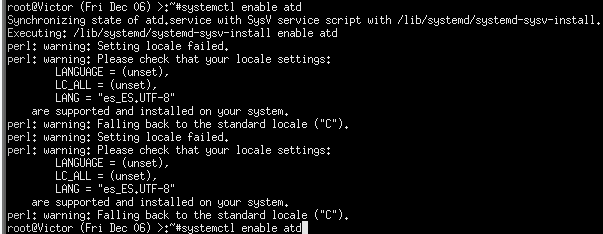 root@Victor (Fri Dec 06) >:~#systemctl enable atd
Synchronizing state of atd.service with SysV service script with /lib/systemd/systemd-sysv-install.
Executing: /lib/systemd/systemd-sysv-install enable atd
perl: warning: Setting locale failed.
perl: warning: Please check that your locale settings:
        LANGUAGE = (unset),
        LC_ALL = (unset),
        LANG = "es_ES.UTF-8"
    are supported and installed on your system.
perl: warning: Falling back to the standard locale ("C").
perl: warning: Setting locale failed.
perl: warning: Please check that your locale settings:
        LANGUAGE = (unset),
        LC_ALL = (unset),
        LANG = "es_ES.UTF-8"
    are supported and installed on your system.
perl: warning: Falling back to the standard locale ("C").
root@Victor (Fri Dec 06) >:~#systemctl enable atd